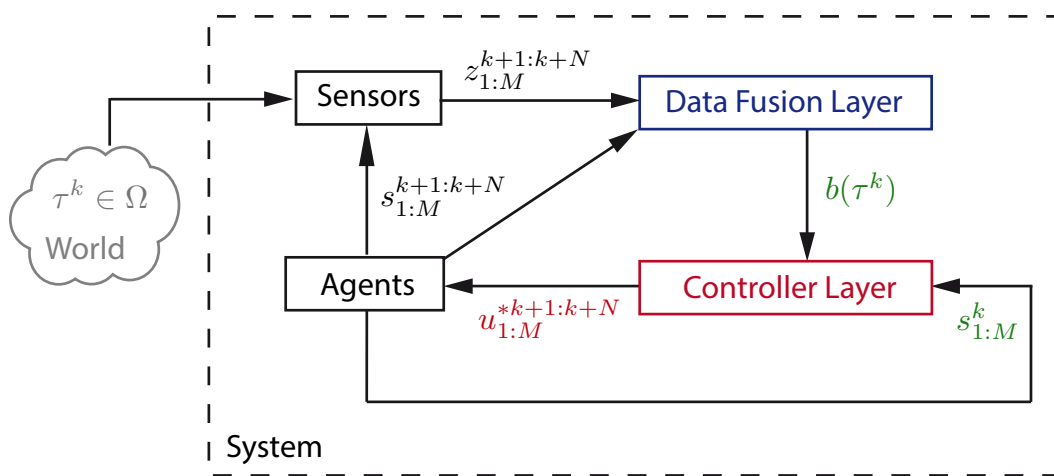 z_{1:M}^{k+1:k+N}
Sensors
Data Fusion Layer
τ^k ∈ Ω
World
s_{1:M}^{k+1:k+N}
b(τ^k)
Agents
Controller Layer
u_{1:M}^{*k+1:k+N}
s_{1:M}^k
System